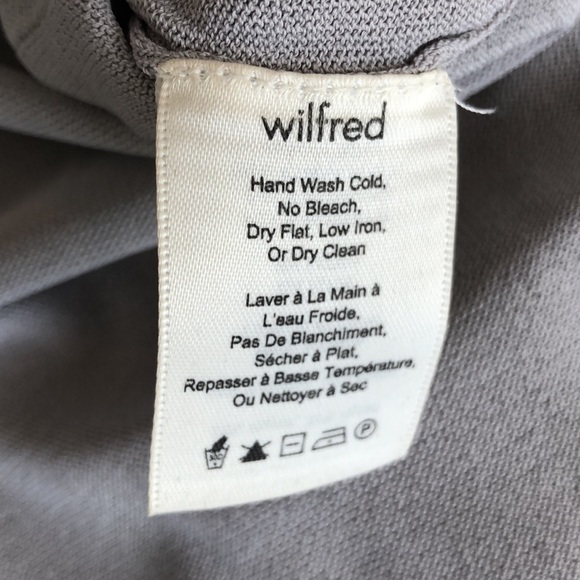 wilfred
Hand Wash Cold,
No Bleach,
Dry Flat, Low Iron,
Or Dry Clean
Laver à La Main à
L'eau Froide,
Pas De Blanchiment,
Sécher à Plat,
Repasser à Basse Température,
Ou Nettoyer à Sec
P